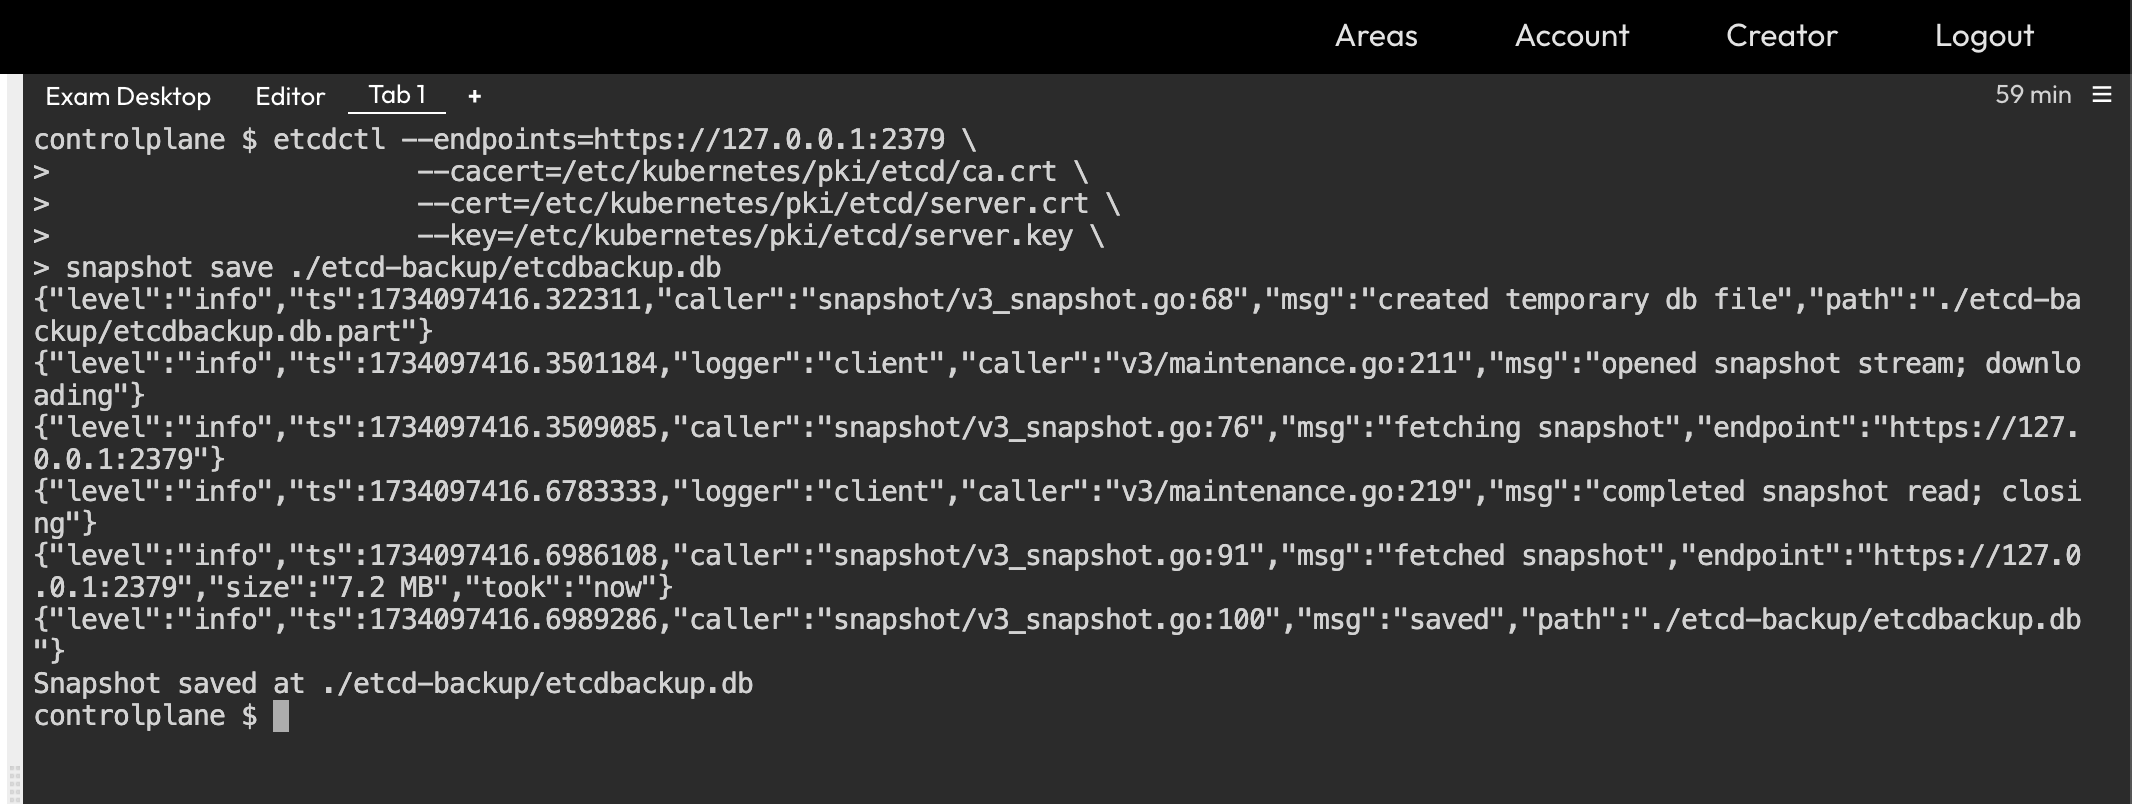 Areas Account Creator Logout
Exam Desktop Editor Tab 1 + 59 min ☰
controlplane $ etcdctl --endpoints=https://127.0.0.1:2379 \
>                       --cacert=/etc/kubernetes/pki/etcd/ca.crt \
>                       --cert=/etc/kubernetes/pki/etcd/server.crt \
>                       --key=/etc/kubernetes/pki/etcd/server.key \
> snapshot save ./etcd-backup/etcdbackup.db
{"level":"info","ts":1734097416.322311,"caller":"snapshot/v3_snapshot.go:68","msg":"created temporary db file","path":"./etcd-ba
ckup/etcdbackup.db.part"}
{"level":"info","ts":1734097416.3501184,"logger":"client","caller":"v3/maintenance.go:211","msg":"opened snapshot stream; downlo
ading"}
{"level":"info","ts":1734097416.3509085,"caller":"snapshot/v3_snapshot.go:76","msg":"fetching snapshot","endpoint":"https://127.
0.0.1:2379"}
{"level":"info","ts":1734097416.6783333,"logger":"client","caller":"v3/maintenance.go:219","msg":"completed snapshot read; closi
ng"}
{"level":"info","ts":1734097416.6986108,"caller":"snapshot/v3_snapshot.go:91","msg":"fetched snapshot","endpoint":"https://127.0
.0.1:2379","size":"7.2 MB","took":"now"}
{"level":"info","ts":1734097416.6989286,"caller":"snapshot/v3_snapshot.go:100","msg":"saved","path":"./etcd-backup/etcdbackup.db
"}
Snapshot saved at ./etcd-backup/etcdbackup.db
controlplane $